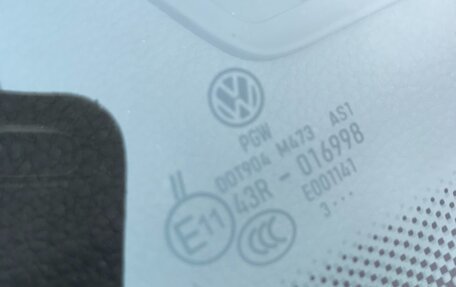 VW
PGW
DOT904 M473 AS1
II
43R - 016998
E11
E001141
CCC
3...